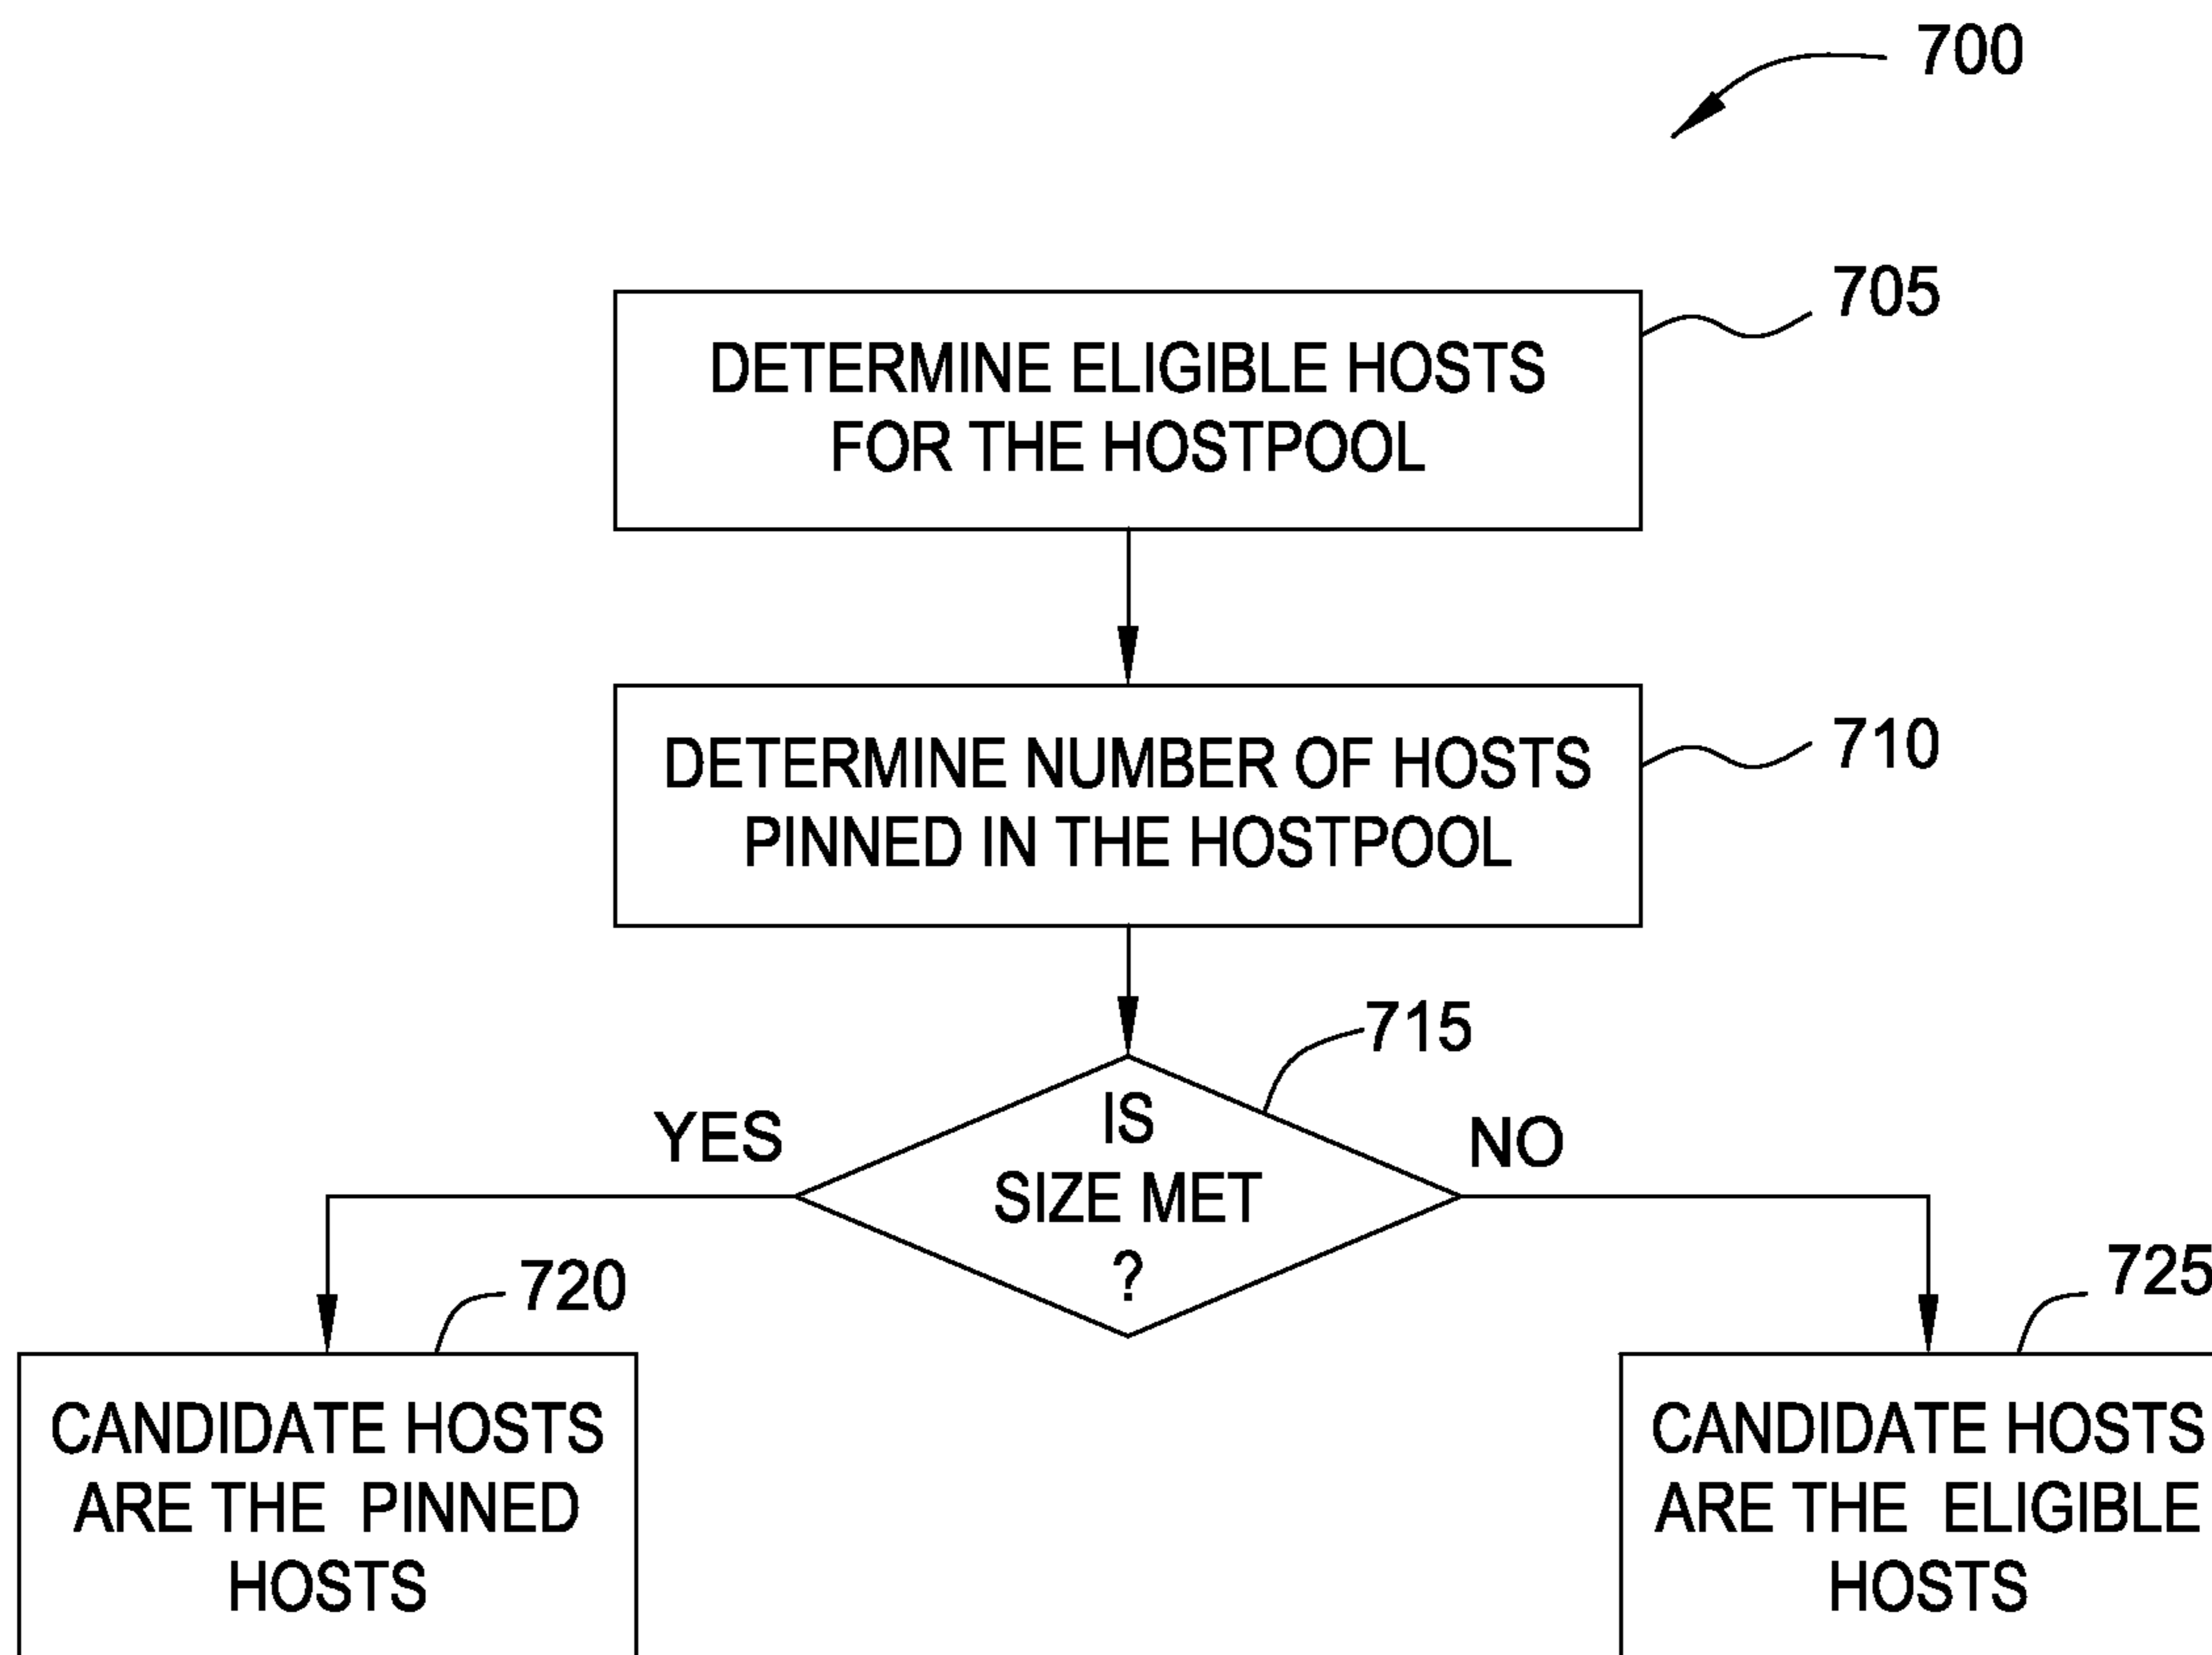 700
705
DETERMINE ELIGIBLE HOSTS
FOR THE HOSTPOOL
710
DETERMINE NUMBER OF HOSTS
PINNED IN THE HOSTPOOL
715
IS
SIZE MET
?
YES
NO
720
CANDIDATE HOSTS
ARE THE PINNED
HOSTS
725
CANDIDATE HOSTS
ARE THE ELIGIBLE
HOSTS